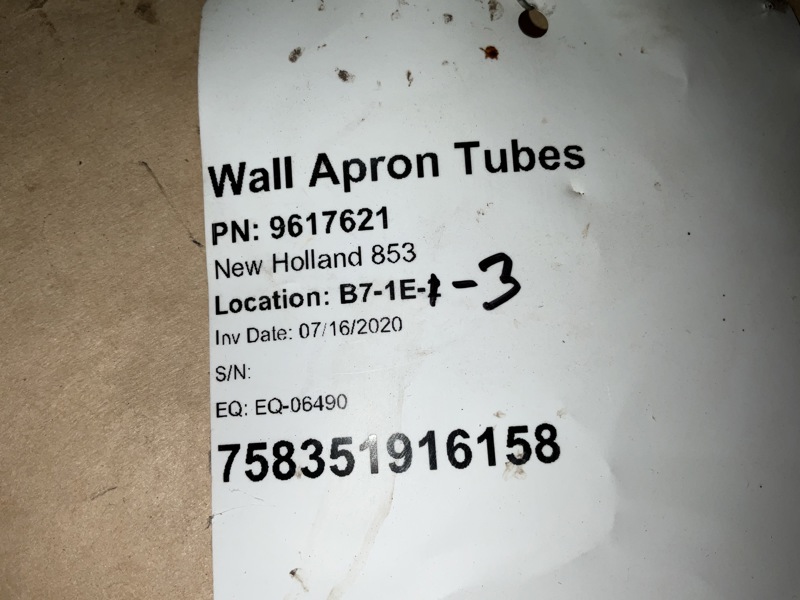 Wall Apron Tubes
PN: 9617621
New Holland 853
Location: B7-1E- -3
Inv Date: 07/16/2020
S/N:
EQ: EQ-06490
758351916158